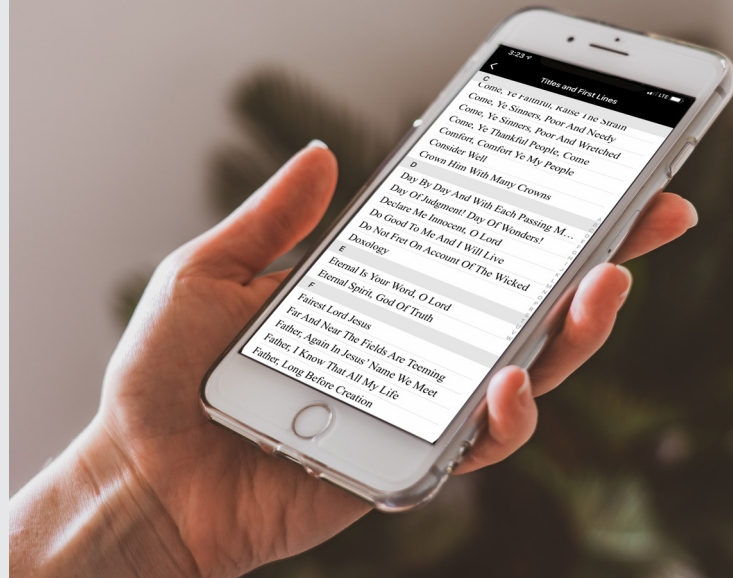 3:23
LTE
Titles and First Lines
C
Come, Ye Faithful, Raise The Strain
Come, Ye Sinners, Poor And Needy
Come, Ye Sinners, Poor And Wretched
Come, Ye Thankful People, Come
Comfort, Comfort Ye My People
Consider Well
Crown Him With Many Crowns
D
Day By Day And With Each Passing M...
Day Of Judgment! Day Of Wonders!
Declare Me Innocent, O Lord
Do Good To Me And I Will Live
Do Not Fret On Account Of The Wicked
Doxology
E
Eternal Is Your Word, O Lord
Eternal Spirit, God Of Truth
F
Fairest Lord Jesus
Far And Near The Fields Are Teeming
Father, Again In Jesus' Name We Meet
Father, I Know That All My Life
Father, Long Before Creation